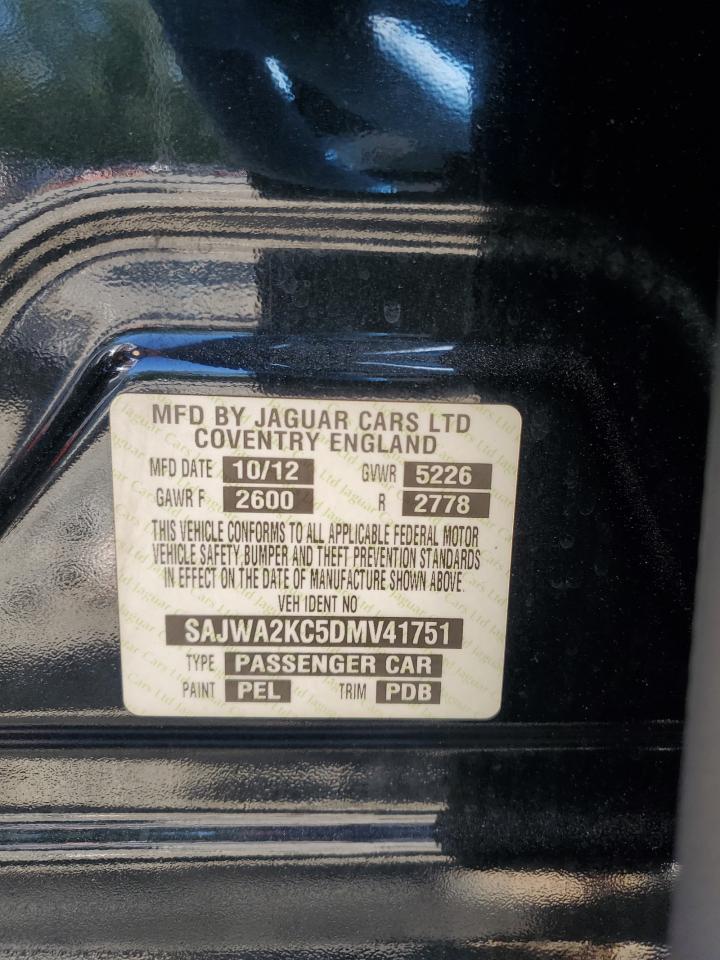 MFD BY JAGUAR CARS LTD
COVENTRY ENGLAND
MFD DATE 10/12 GVWR 5226
GAWR F 2600 R 2778
THIS VEHICLE CONFORMS TO ALL APPLICABLE FEDERAL MOTOR
VEHICLE SAFETY, BUMPER AND THEFT PREVENTION STANDARDS
IN EFFECT ON THE DATE OF MANUFACTURE SHOWN ABOVE.
VEH IDENT NO
SAJWA2KC5DMV41751
TYPE PASSENGER CAR
PAINT PEL TRIM PDB